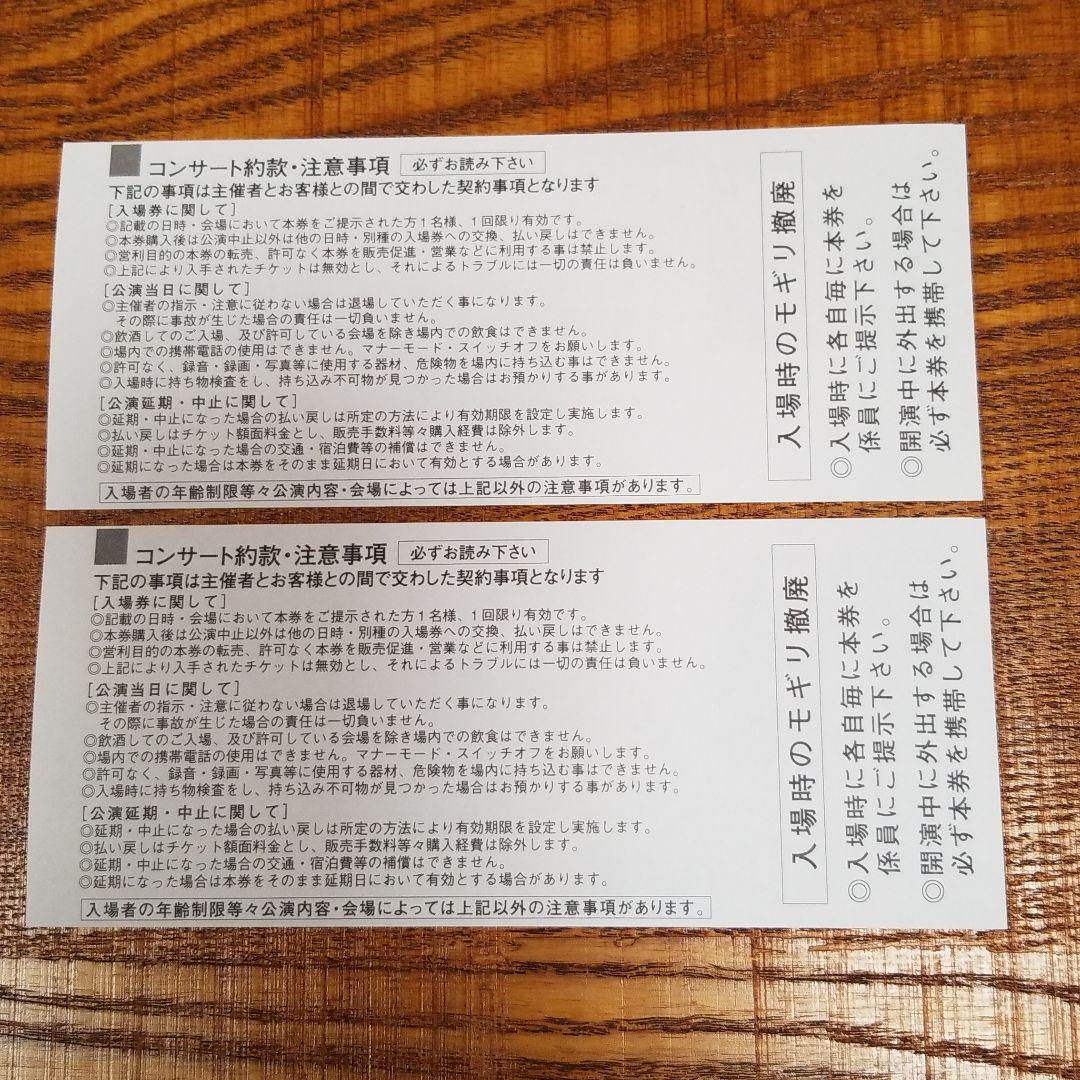 コンサート約款・注意事項 必ずお読み下さい
下記の事項は主催者とお客様との間で交わした契約事項となります
[入場券に関して]
◎記載の日時・会場において本券をご提示された方1名様、1回限り有効です。
◎本券購入後は公演中止以外は他の日時・別種の入場券への交換、払い戻しはできません。
◎営利目的の本券の転売、許可なく本券を販売促進・営業などに利用する事は禁止します。
◎上記により入手されたチケットは無効とし、それによるトラブルには一切の責任は負いません。
[公演当日に関して]
◎主催者の指示・注意に従わない場合は退場していただく事になります。
その際に事故が生じた場合の責任は一切負いません。
◎飲酒してのご入場、及び許可している会場を除き場内での飲食はできません。
◎場内での携帯電話の使用はできません。マナーモード・スイッチオフをお願いします。
◎許可なく、録音・録画・写真等に使用する器材、危険物を場内に持ち込む事はできません。
◎入場時に持ち物検査をし、持ち込み不可物が見つかった場合はお預かりする事があります。
[公演延期・中止に関して]
◎延期・中止になった場合の払い戻しは所定の方法により有効期限を設定し実施します。
◎払い戻しはチケット額面料金とし、販売手数料等々購入経費は除外します。
◎延期・中止になった場合の交通・宿泊費等の補償はできません。
◎延期になった場合は本券をそのまま延期日において有効とする場合があります。
入場者の年齢制限等々公演内容・会場によっては上記以外の注意事項があります。
入場時のモギリ撤廃
◎入場時に各自毎に本券を
係員にご提示下さい。
◎開演中に外出する場合は
必ず本券を携帯して下さい。
コンサート約款・注意事項 必ずお読み下さい
下記の事項は主催者とお客様との間で交わした契約事項となります
[入場券に関して]
◎記載の日時・会場において本券をご提示された方1名様、1回限り有効です。
◎本券購入後は公演中止以外は他の日時・別種の入場券への交換、払い戻しはできません。
◎営利目的の本券の転売、許可なく本券を販売促進・営業などに利用する事は禁止します。
◎上記により入手されたチケットは無効とし、それによるトラブルには一切の責任は負いません。
[公演当日に関して]
◎主催者の指示・注意に従わない場合は退場していただく事になります。
その際に事故が生じた場合の責任は一切負いません。
◎飲酒してのご入場、及び許可している会場を除き場内での飲食はできません。
◎場内での携帯電話の使用はできません。マナーモード・スイッチオフをお願いします。
◎許可なく、録音・録画・写真等に使用する器材、危険物を場内に持ち込む事はできません。
◎入場時に持ち物検査をし、持ち込み不可物が見つかった場合はお預かりする事があります。
[公演延期・中止に関して]
◎延期・中止になった場合の払い戻しは所定の方法により有効期限を設定し実施します。
◎払い戻しはチケット額面料金とし、販売手数料等々購入経費は除外します。
◎延期・中止になった場合の交通・宿泊費等の補償はできません。
◎延期になった場合は本券をそのまま延期日において有効とする場合があります。
入場者の年齢制限等々公演内容・会場によっては上記以外の注意事項があります。
入場時のモギリ撤廃
◎入場時に各自毎に本券を
係員にご提示下さい。
◎開演中に外出する場合は
必ず本券を携帯して下さい。